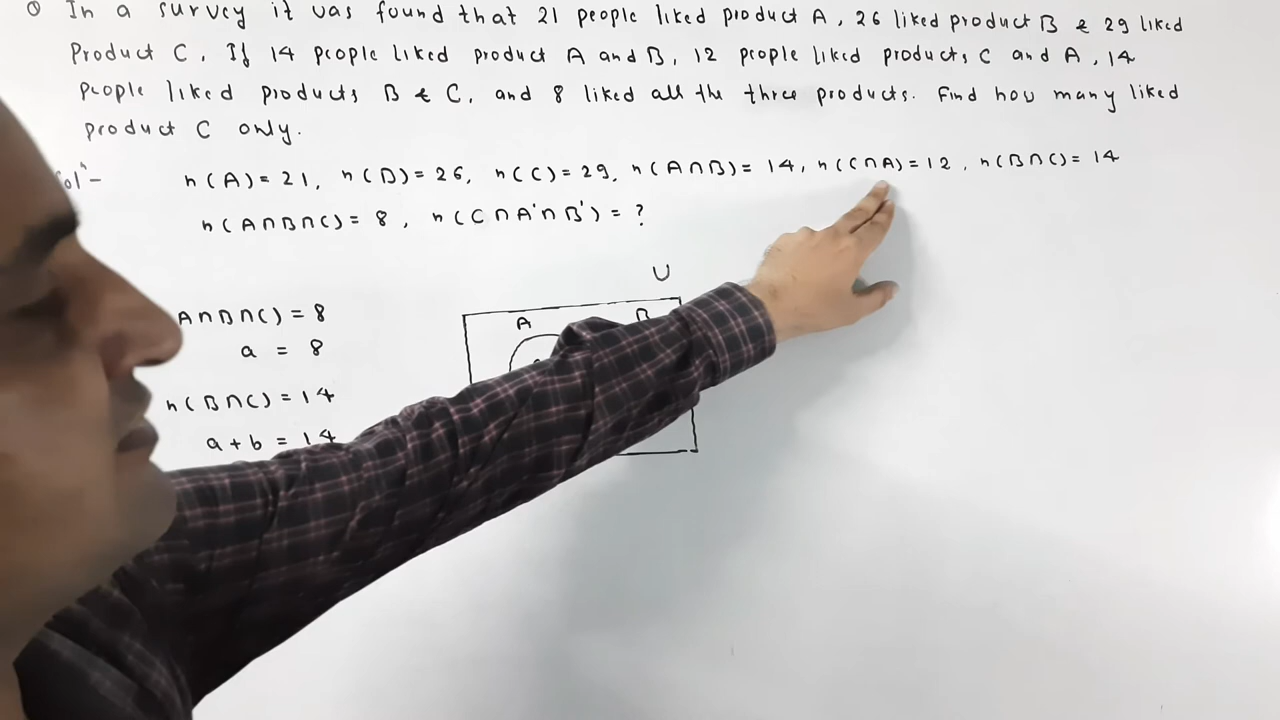 ① In a survey it was found that 21 people liked product A, 26 liked product B & 29 liked
Product C. If 14 people liked product A and B, 12 people liked products C and A, 14
people liked products B & C, and 8 liked all the three products. Find how many liked
product C only.
Solⁿ- n(A) = 21, n(B) = 26, n(C) = 29, n(A∩B) = 14, n(C∩A) = 12, n(B∩C) = 14
n(A∩B∩C) = 8, n(C∩A'∩B') = ?
U
A∩B∩C) = 8
A B
a = 8
n(B∩C) = 14
a + b = 14